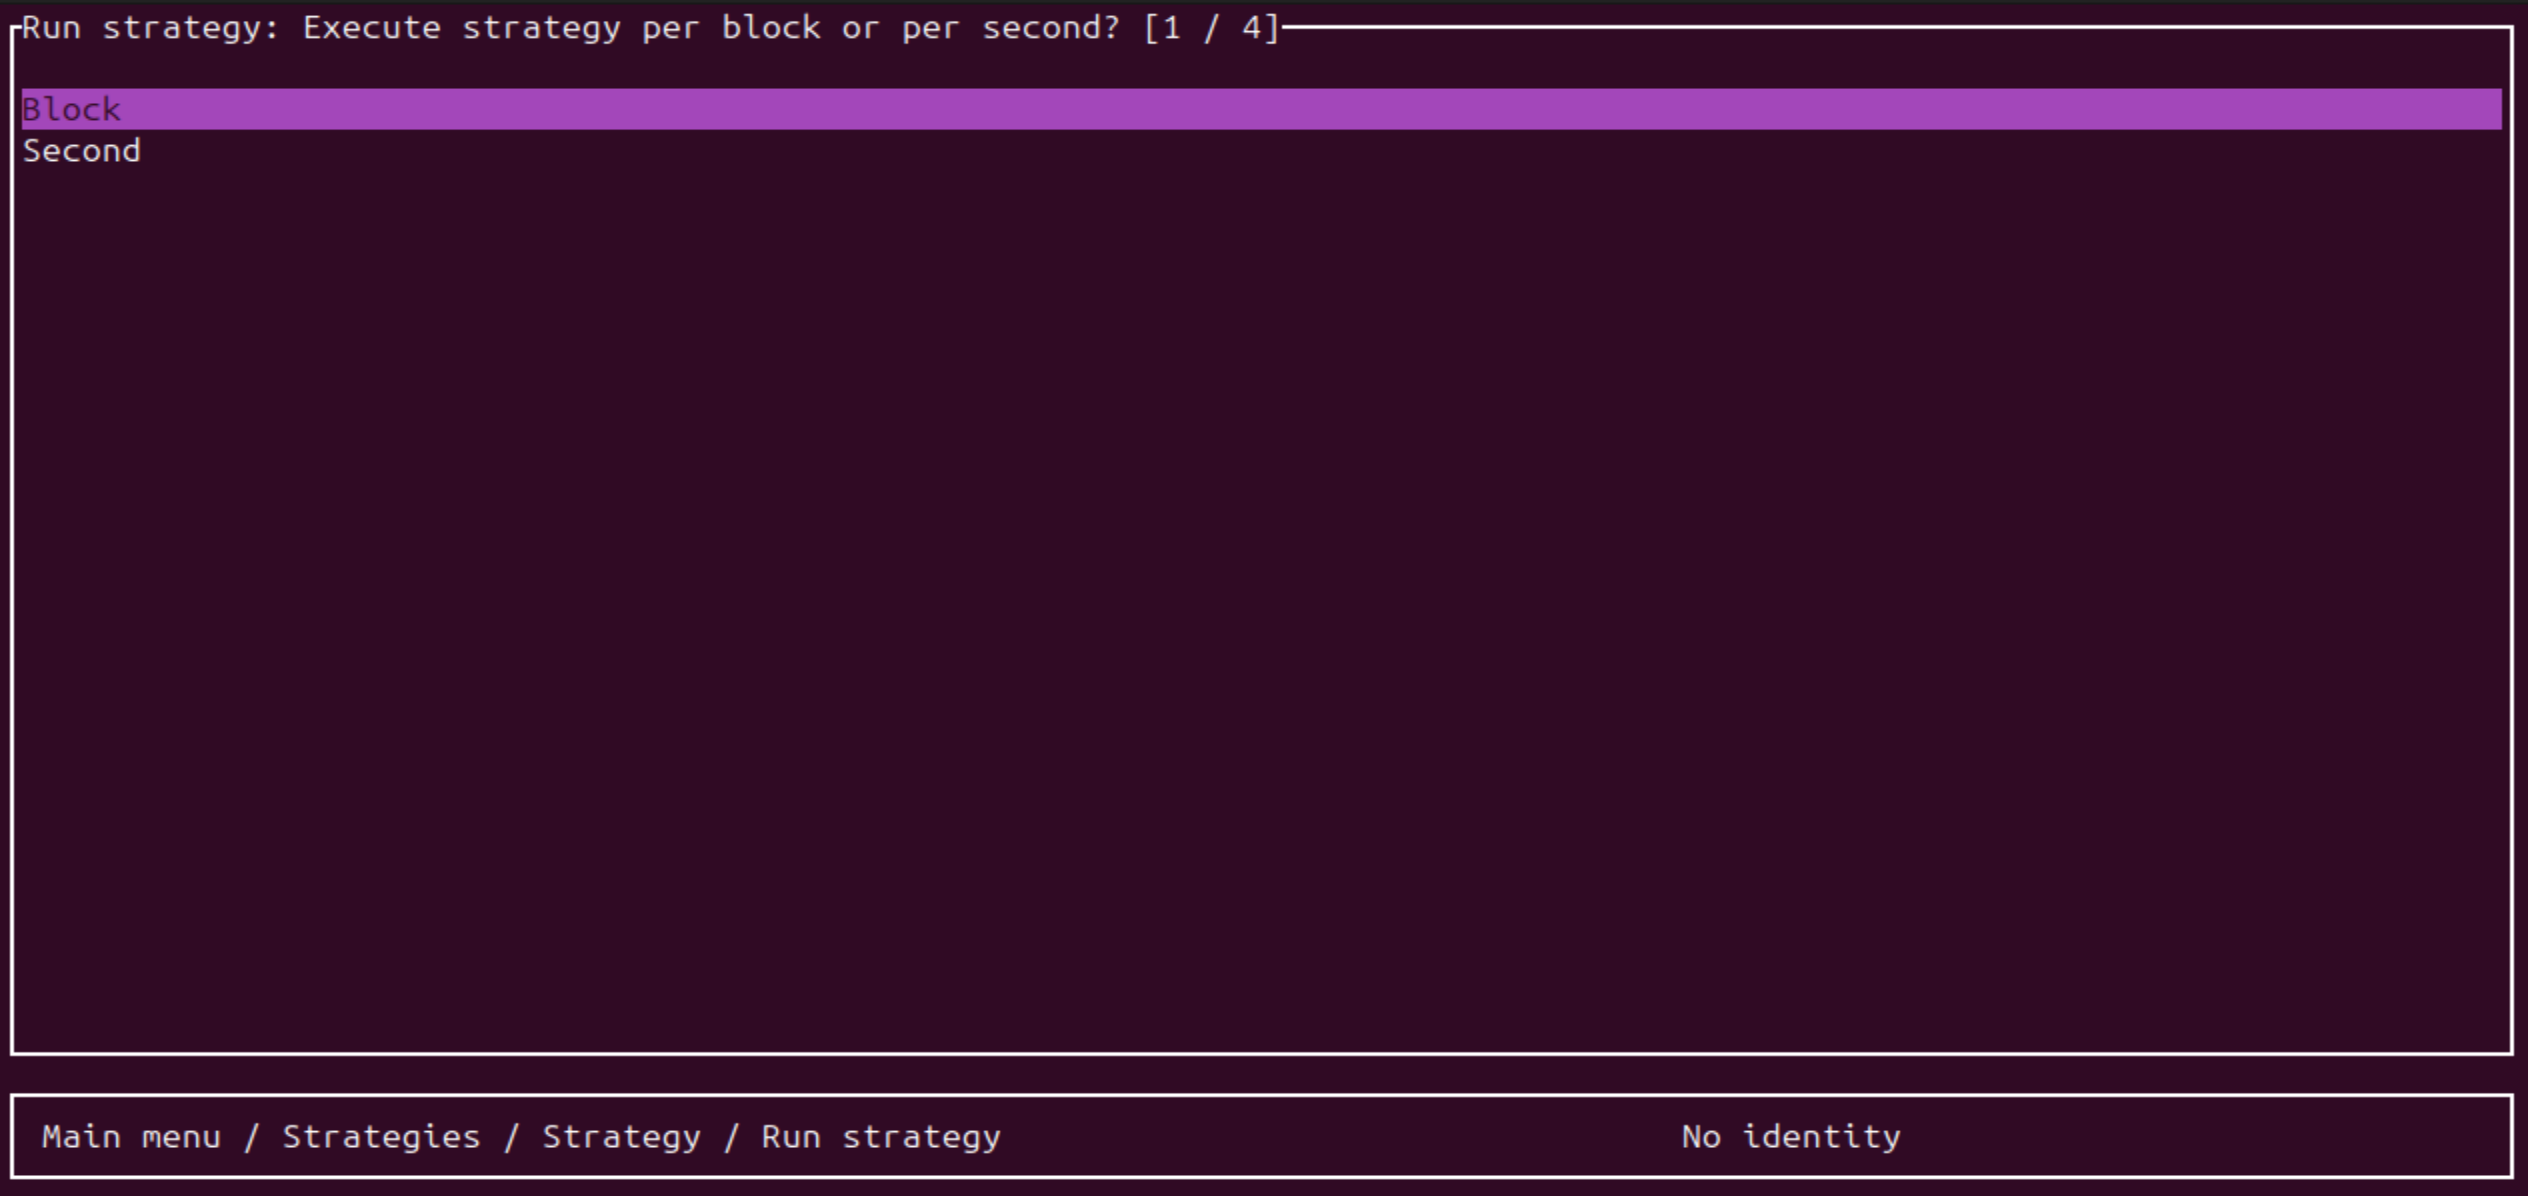 Run strategy: Execute strategy per block or per second? [1 / 4]
Block
Second
Main menu / Strategies / Strategy / Run strategy
No identity